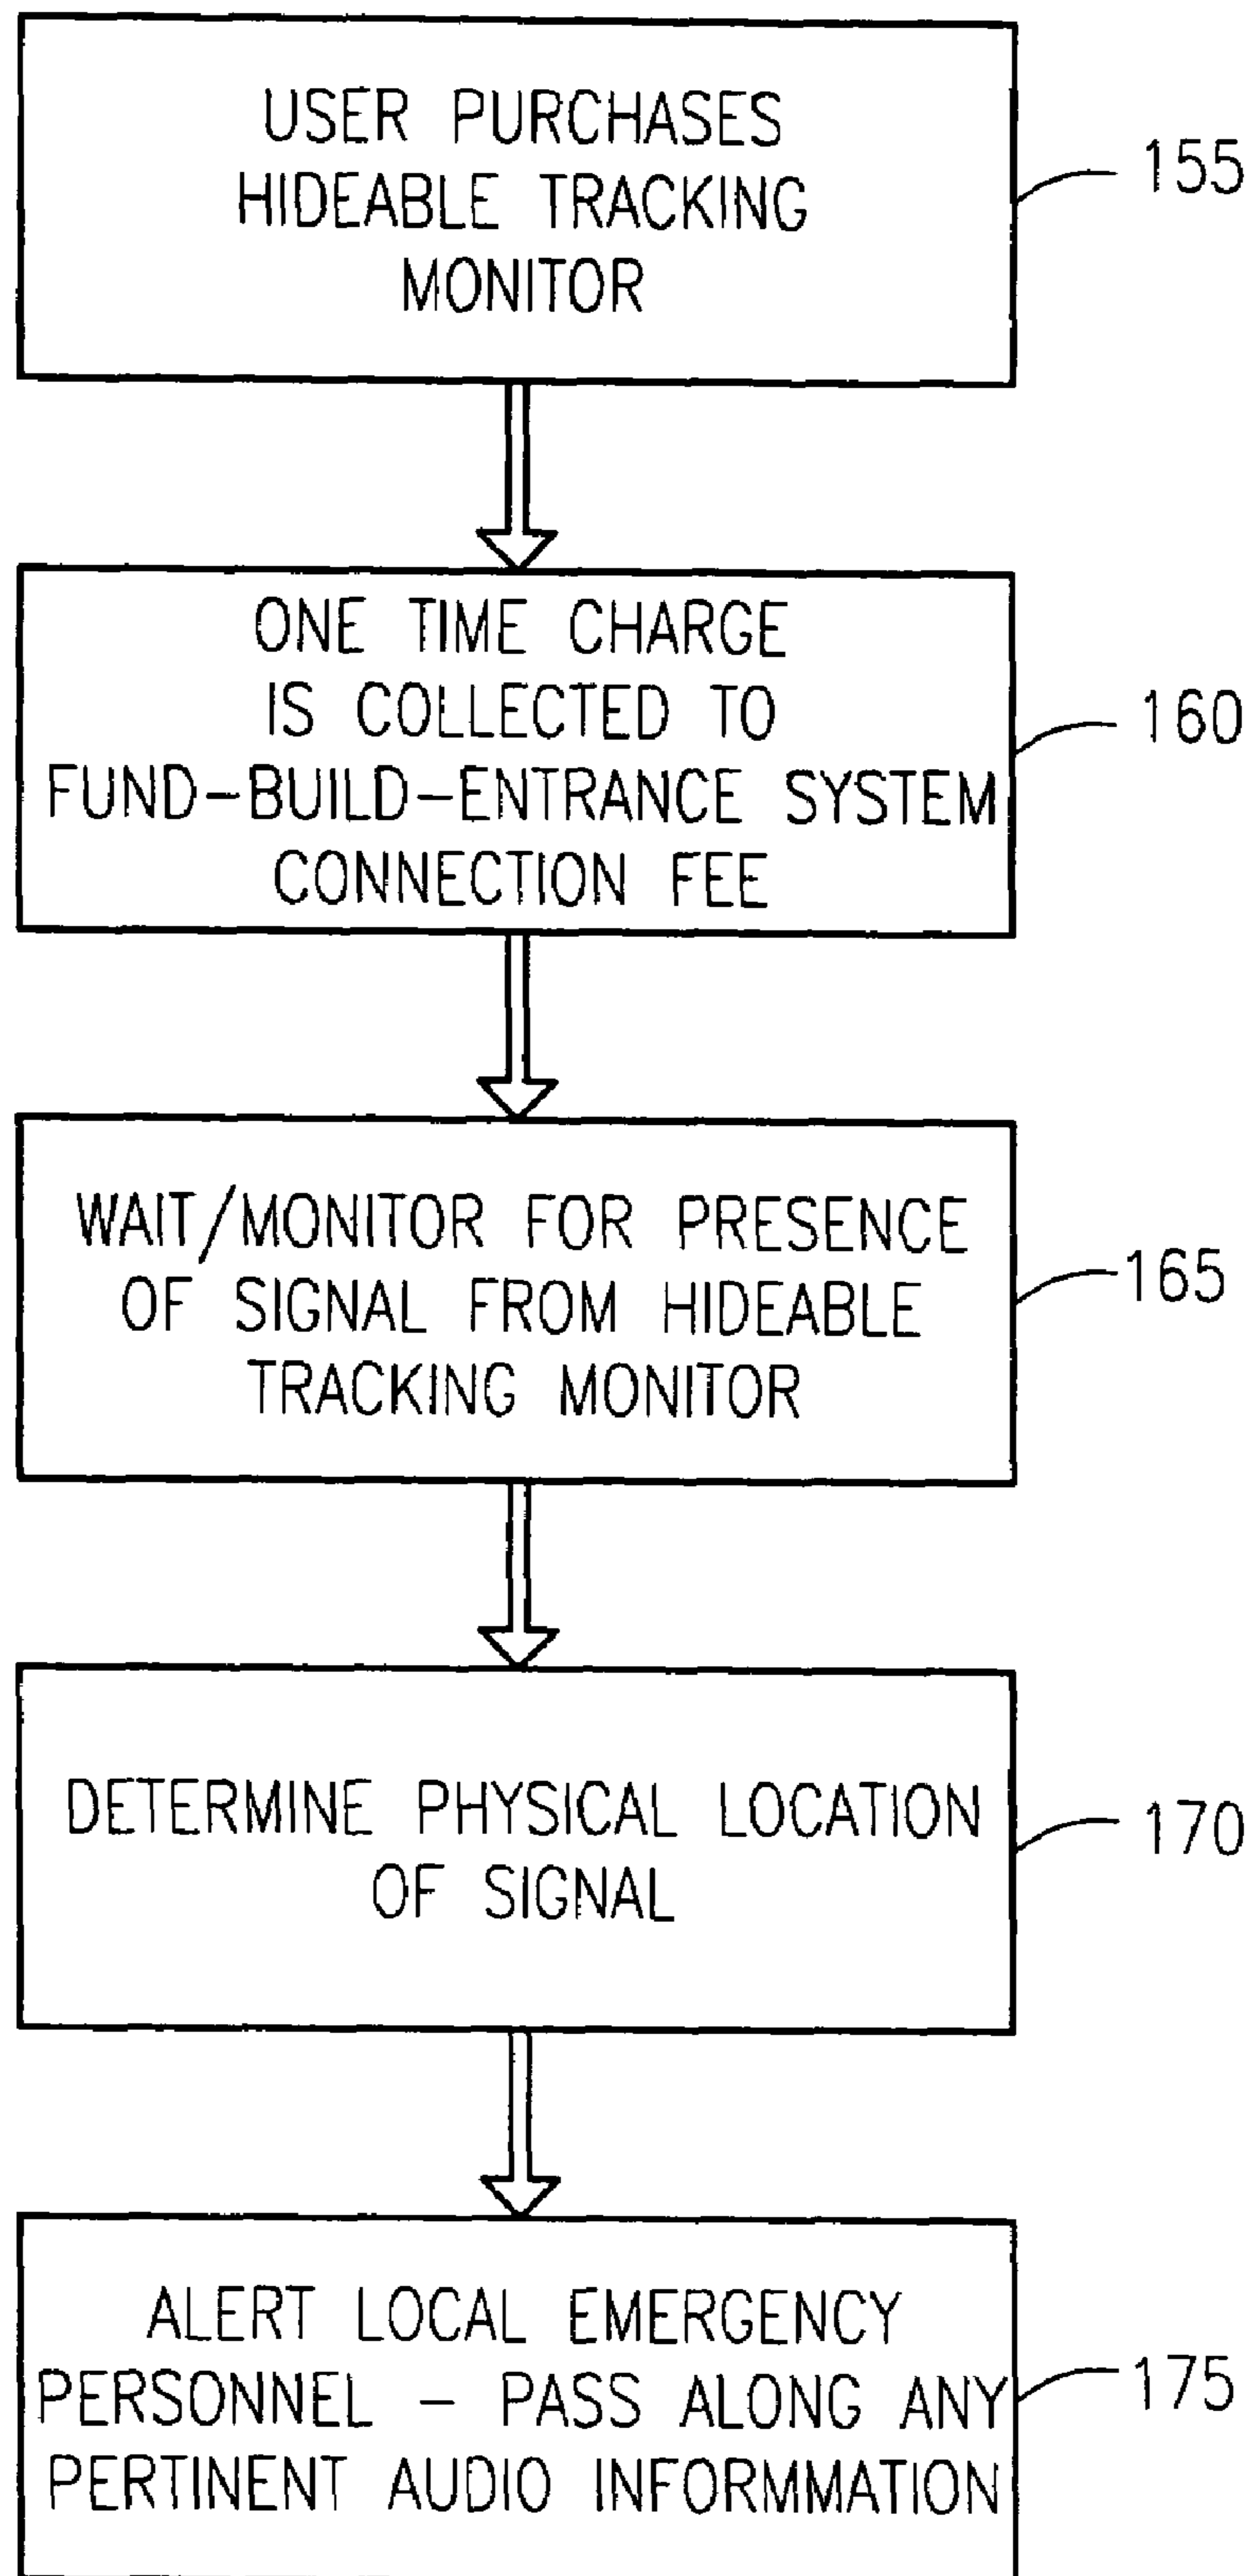 USER PURCHASES
HIDEABLE TRACKING
MONITOR
155
ONE TIME CHARGE
IS COLLECTED TO
FUND-BUILD-ENTRANCE SYSTEM
CONNECTION FEE
160
WAIT/MONITOR FOR PRESENCE
OF SIGNAL FROM HIDEABLE
TRACKING MONITOR
165
DETERMINE PHYSICAL LOCATION
OF SIGNAL
170
ALERT LOCAL EMERGENCY
PERSONNEL - PASS ALONG ANY
PERTINENT AUDIO INFORMMATION
175